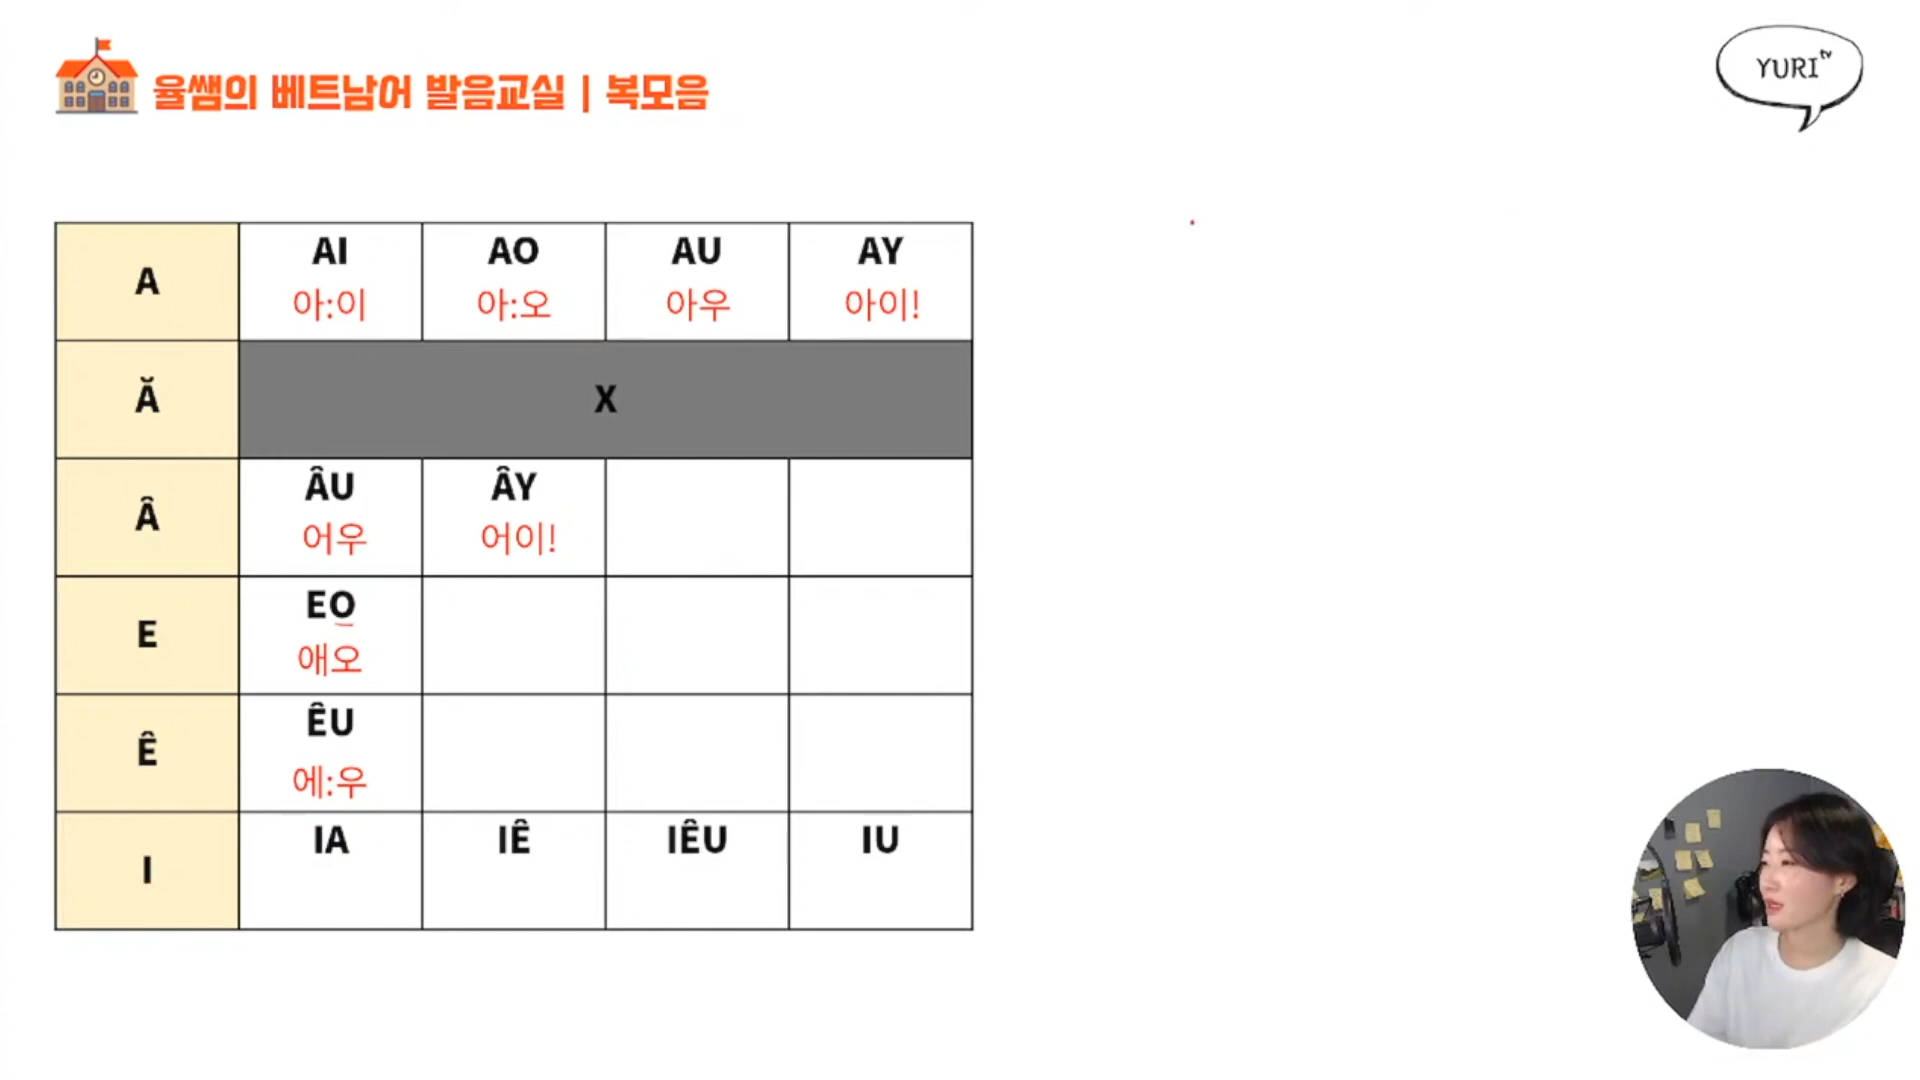 율쌤의 베트남어 발음교실 | 복모음
YURI tv
A
AI
아:이
AO
아:오
AU
아우
AY
아이!
Ă
X
Â
ÂU
어우
ÂY
어이!
E
EO
애오
Ê
ÊU
에:우
I
IA
IÊ
IÊU
IU